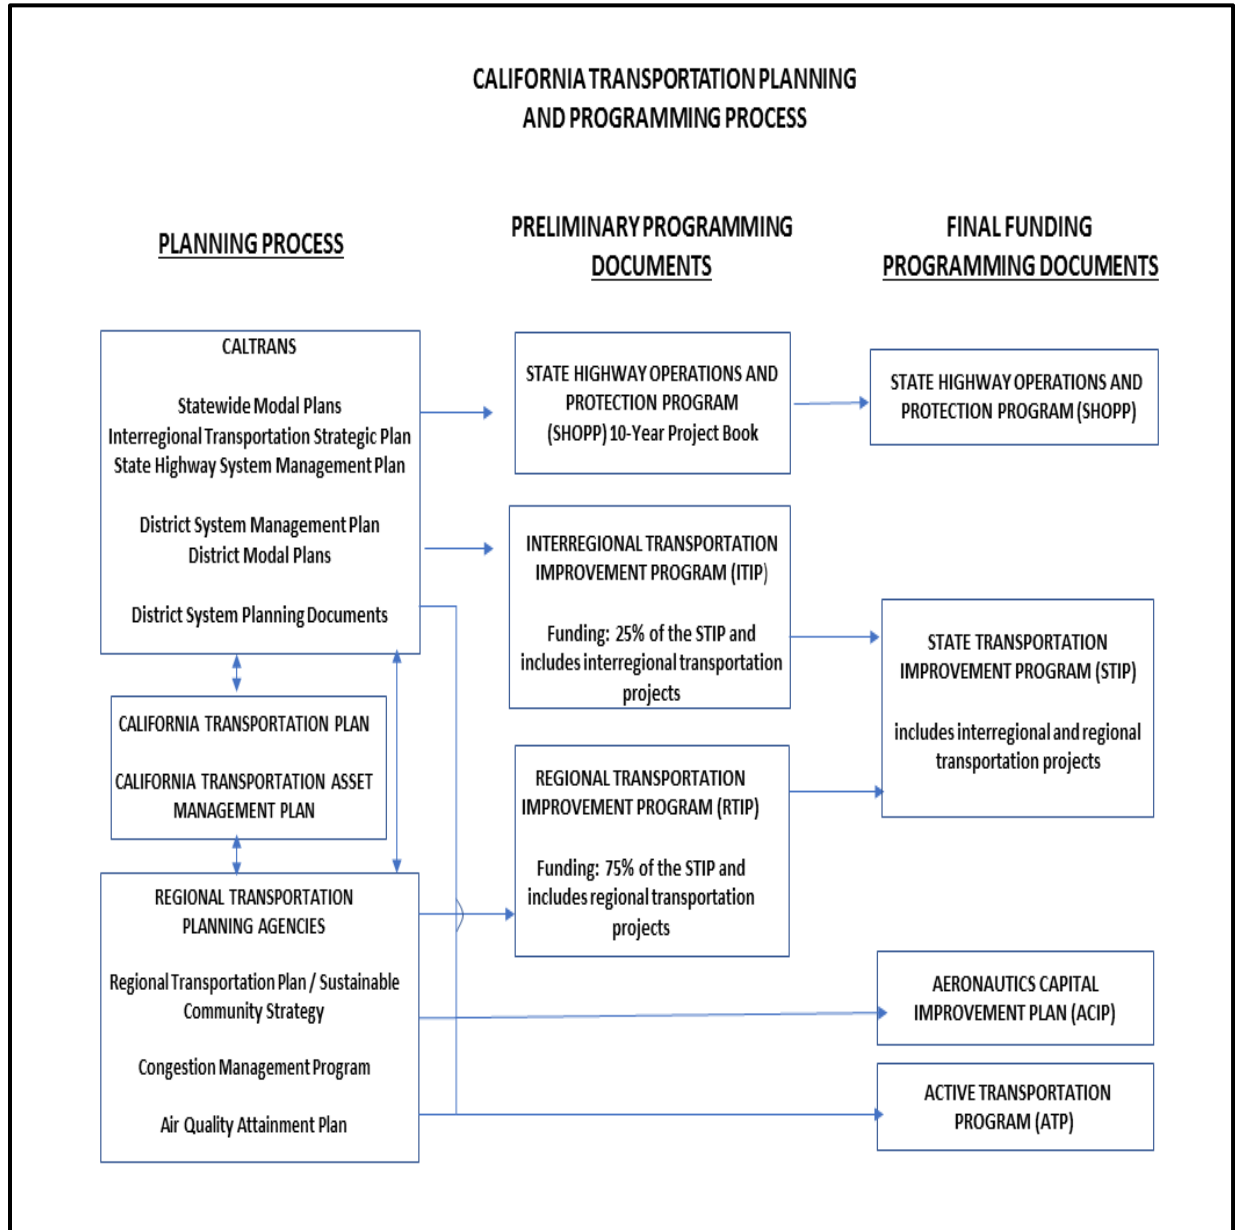 CALIFORNIA TRANSPORTATION PLANNING
AND PROGRAMMING PROCESS
PLANNING PROCESS
PRELIMINARY PROGRAMMING
DOCUMENTS
FINAL FUNDING
PROGRAMMING DOCUMENTS
CALTRANS
Statewide Modal Plans
Interregional Transportation Strategic Plan
State Highway System Management Plan
District System Management Plan
District Modal Plans
District System Planning Documents
CALIFORNIA TRANSPORTATION PLAN
CALIFORNIA TRANSPORTATION ASSET
MANAGEMENT PLAN
REGIONAL TRANSPORTATION
PLANNING AGENCIES
Regional Transportation Plan / Sustainable
Community Strategy
Congestion Management Program
Air Quality Attainment Plan
STATE HIGHWAY OPERATIONS AND
PROTECTION PROGRAM
(SHOPP) 10-Year Project Book
INTERREGIONAL TRANSPORTATION
IMPROVEMENT PROGRAM (ITIP)
Funding: 25% of the STIP and
includes interregional transportation
projects
REGIONAL TRANSPORTATION
IMPROVEMENT PROGRAM (RTIP)
Funding: 75% of the STIP and
includes regional transportation
projects
STATE HIGHWAY OPERATIONS AND
PROTECTION PROGRAM (SHOPP)
STATE TRANSPORTATION
IMPROVEMENT PROGRAM (STIP)
includes interregional and regional
transportation projects
AERONAUTICS CAPITAL
IMPROVEMENT PLAN (ACIP)
ACTIVE TRANSPORTATION
PROGRAM (ATP)